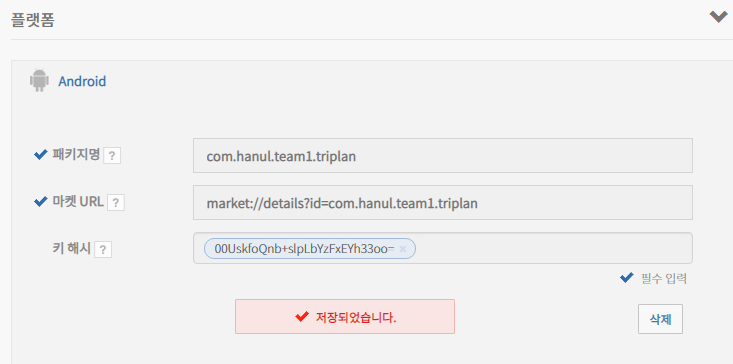 플랫폼
Android
패키지명 ? com.hanul.team1.triplan
마켓 URL ? market://details?id=com.hanul.team1.triplan
키 해시 ? 00UskfoQnb+slpLbYzFxEYh33oo= ×
필수 입력
저장되었습니다.
삭제